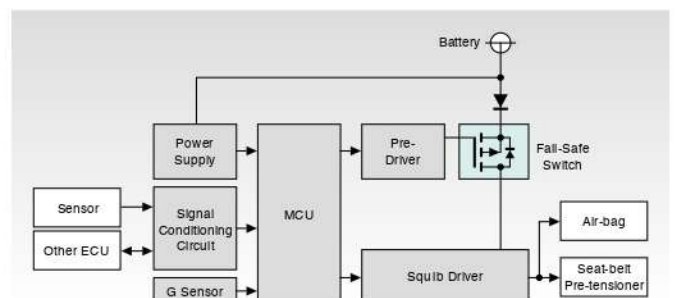 Battery
Power
Supply
MCU
Pre-
Driver
Fail-Safe
Switch
Sensor
Other ECU
Signal
Conditioning
Circuit
G Sensor
Squib Driver
Air-bag
Seat-belt
Pre-tensioner